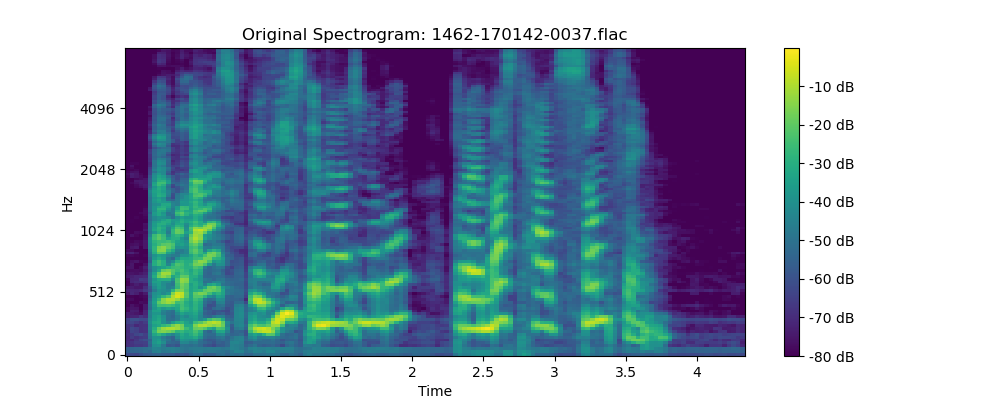 Original Spectrogram: 1462-170142-0037.flac
Hz
4096
2048
1024
512
0
0 0.5 1 1.5 2 2.5 3 3.5 4
Time
-10 dB
-20 dB
-30 dB
-40 dB
-50 dB
-60 dB
-70 dB
-80 dB